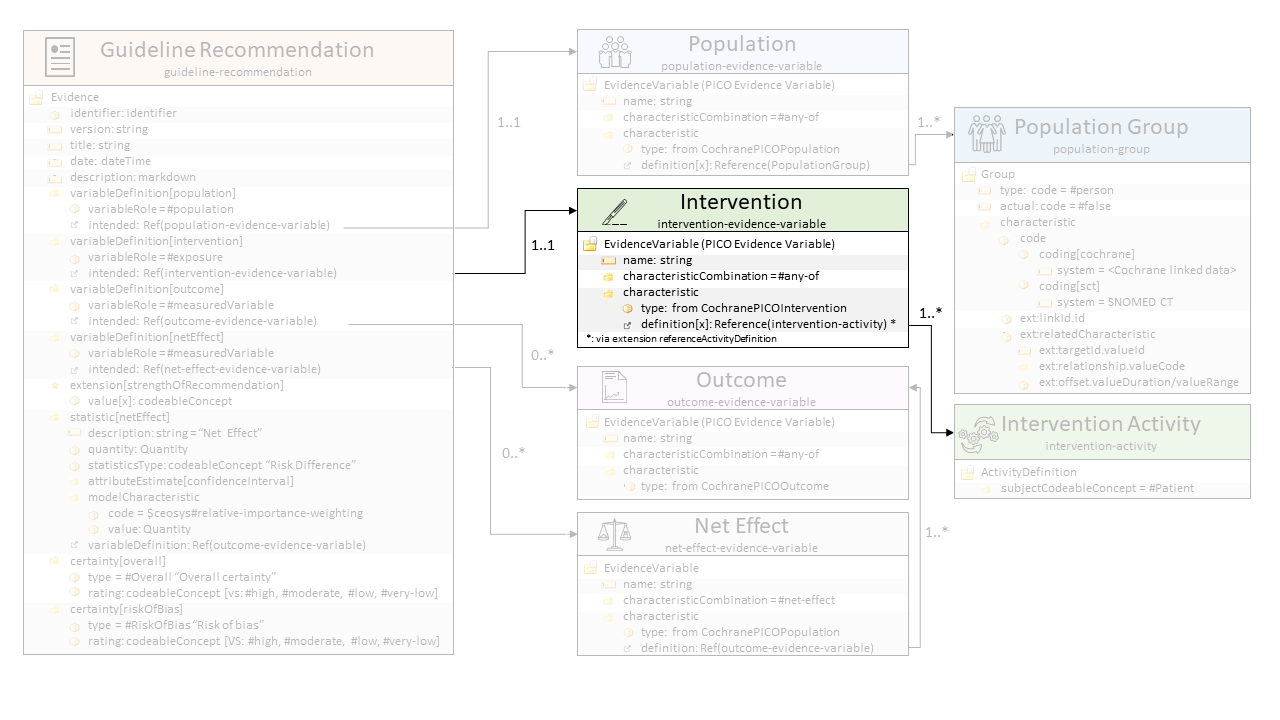 Guideline Recommendation
guideline-recommendation
Evidence
identifier: Identifier
version: string
title: string
date: dateTime
description: markdown
variableDefinition[population]
variableRole = #population
intended: Ref(population-evidence-variable)
variableDefinition[intervention]
variableRole = #exposure
intended: Ref(intervention-evidence-variable)
variableDefinition[outcome]
variableRole = #measuredVariable
intended: Ref(outcome-evidence-variable)
variableDefinition[netEffect]
variableRole = #measuredVariable
intended: Ref(net-effect-evidence-variable)
extension[strengthOfRecommendation]
value[x]: codeableConcept
statistic[netEffect]
description: string = “Net Effect”
quantity: Quantity
statisticsType: codeableConcept “Risk Difference”
attributeEstimate[confidenceInterval]
modelCharacteristic
code = $ceosys#relative-importance-weighting
value: Quantity
variableDefinition: Ref(outcome-evidence-variable)
certainty[overall]
type = #Overall “Overall certainty”
rating: codeableConcept [vs: #high, #moderate, #low, #very-low]
certainty[riskOfBias]
type = #RiskOfBias “Risk of bias”
rating: codeableConcept [VS: #high, #moderate, #low, #very-low]
1..1
1..1
0..*
0..*
Population
population-evidence-variable
EvidenceVariable (PICO Evidence Variable)
name: string
characteristicCombination = #any-of
characteristic
type: from CochranePICOPopulation
definition[x]: Reference(PopulationGroup)
Intervention
intervention-evidence-variable
EvidenceVariable (PICO Evidence Variable)
name: string
characteristicCombination = #any-of
characteristic
type: from CochranePICOIntervention
definition[x]: Reference(intervention-activity) *
*: via extension referenceActivityDefinition
Outcome
outcome-evidence-variable
EvidenceVariable (PICO Evidence Variable)
name: string
characteristicCombination = #any-of
characteristic
type: from CochranePICOOutcome
Net Effect
net-effect-evidence-variable
EvidenceVariable
name: string
characteristicCombination = #net-effect
characteristic
type: from CochranePICOPopulation
definition: Ref(outcome-evidence-variable)
1..*
1..*
1..*
Population Group
population-group
Group
type: code = #person
actual: code = #false
characteristic
code
coding[cochrane]
system = <Cochrane linked data>
coding[sct]
system = SNOMED CT
ext:linkId.id
ext:relatedCharacteristic
ext:targetId.valueId
ext:relationship.valueCode
ext:offset.valueDuration/valueRange
Intervention Activity
intervention-activity
ActivityDefinition
subjectCodeableConcept = #Patient